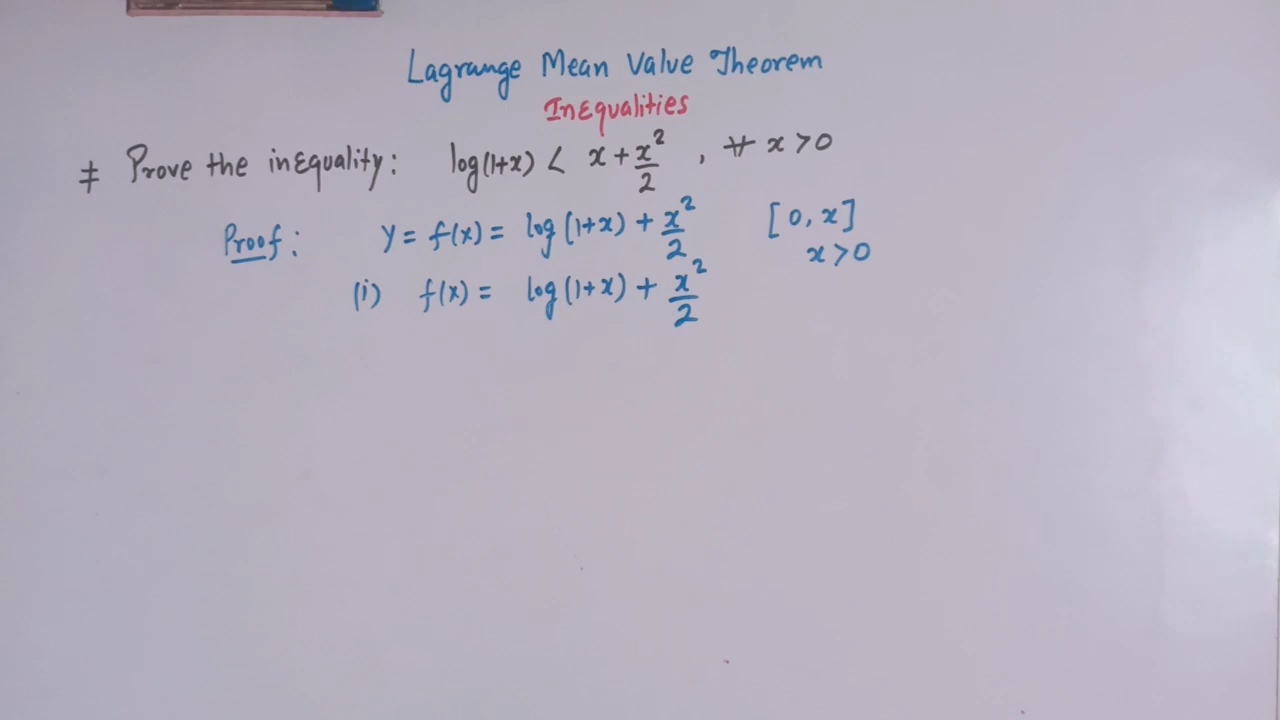 Lagrange Mean Value Theorem
Inequalities
# Prove the inequality: log(1+x) < x + x²/2 , ∀ x > 0
Proof: y = f(x) = log(1+x) + x²/2 [0, x]
x > 0
(i) f(x) = log(1+x) + x²/2